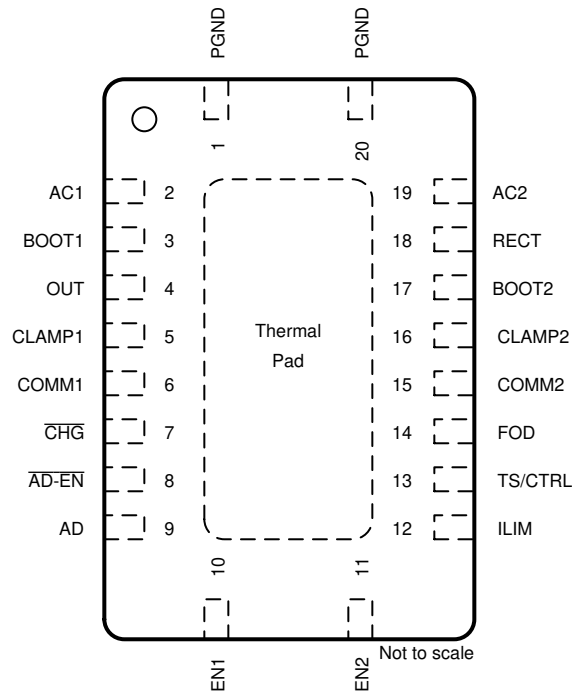 PGND PGND
1 20
AC1 2 19 AC2
BOOT1 3 18 RECT
OUT 4 17 BOOT2
CLAMP1 5 16 CLAMP2
COMM1 6 15 COMM2
CHG 7 14 FOD
AD-EN 8 13 TS/CTRL
AD 9 12 ILIM
Thermal
Pad
10 11
EN1 EN2
Not to scale